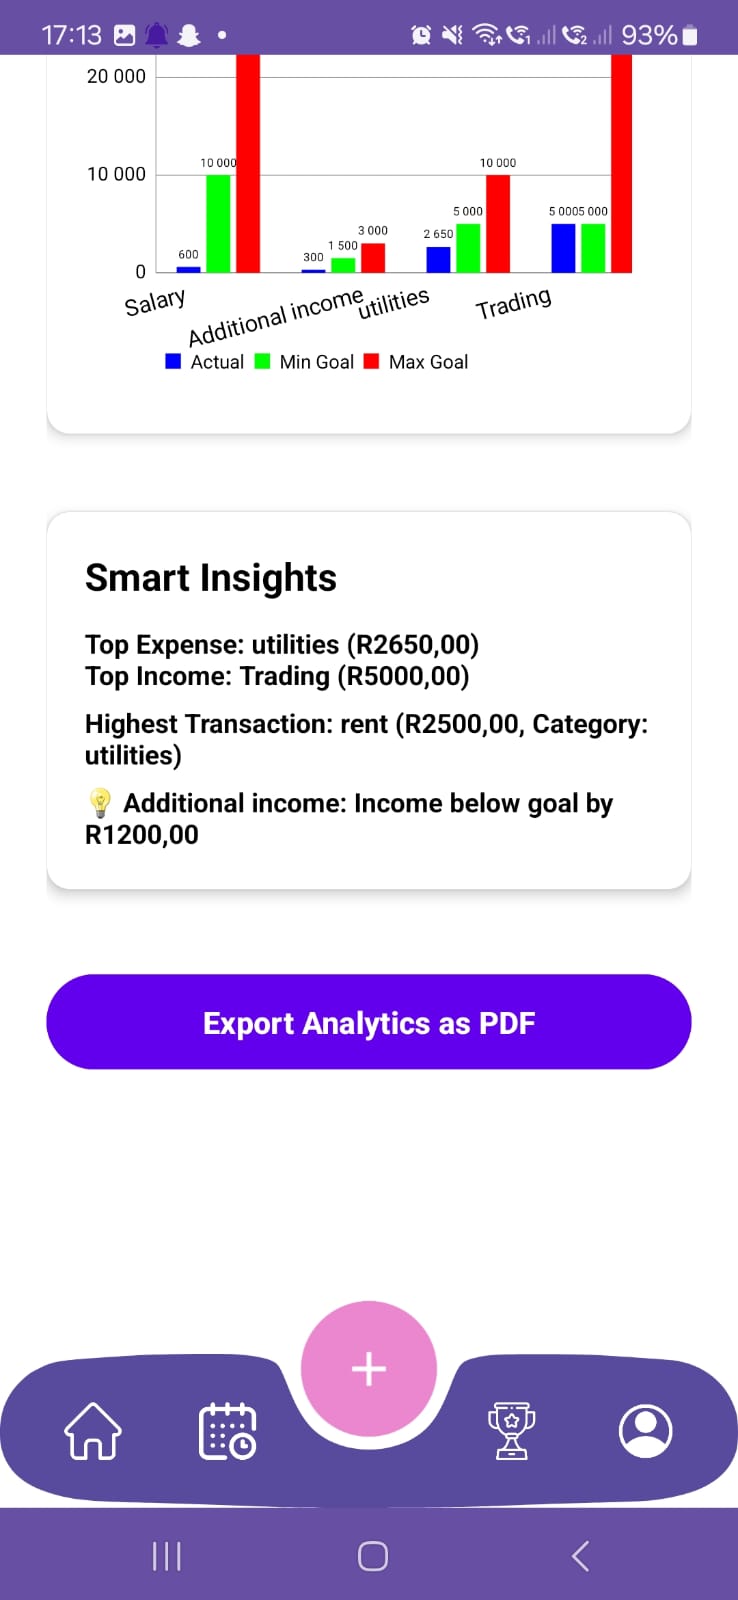 17:13 93%
20 000
10 000
0
600
10 000
300
1 500
3 000
2 650
5 000
10 000
5 000
5 000
Salary
Additional income
utilities
Trading
Actual Min Goal Max Goal
Smart Insights
Top Expense: utilities (R2650,00)
Top Income: Trading (R5000,00)
Highest Transaction: rent (R2500,00, Category:
utilities)
Additional income: Income below goal by
R1200,00
Export Analytics as PDF